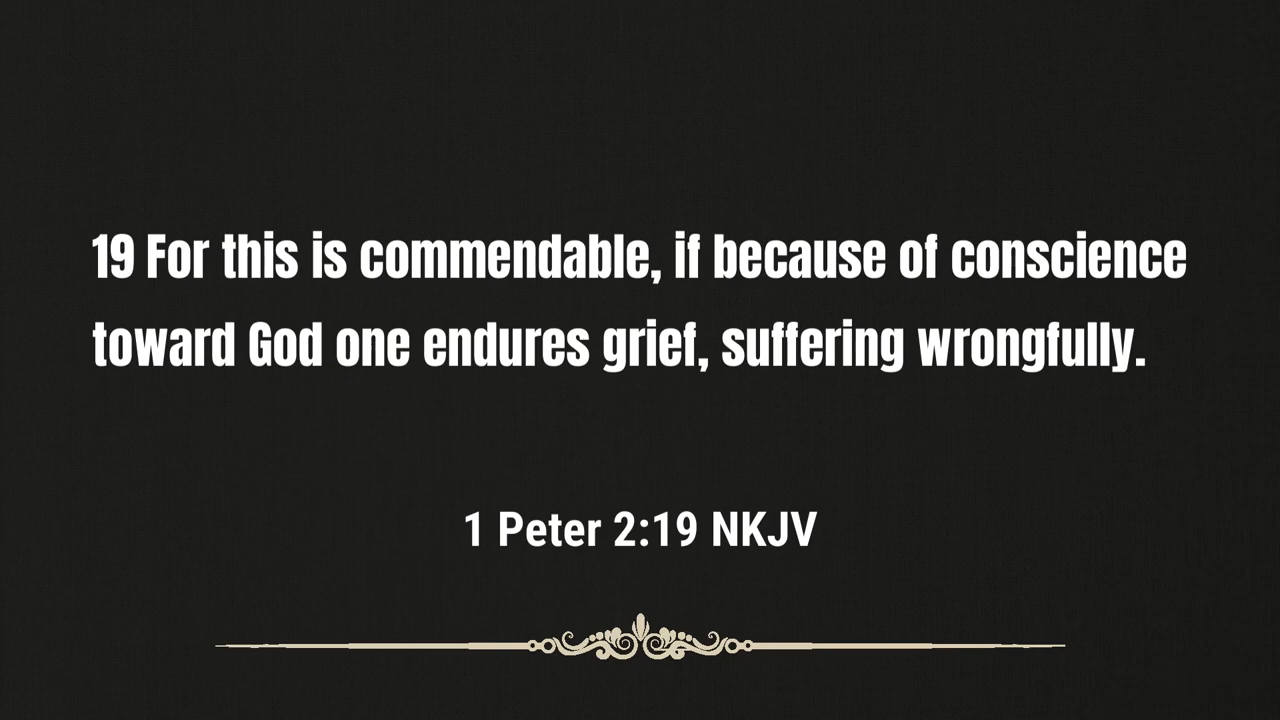 19 For this is commendable, if because of conscience
toward God one endures grief, suffering wrongfully.
1 Peter 2:19 NKJV